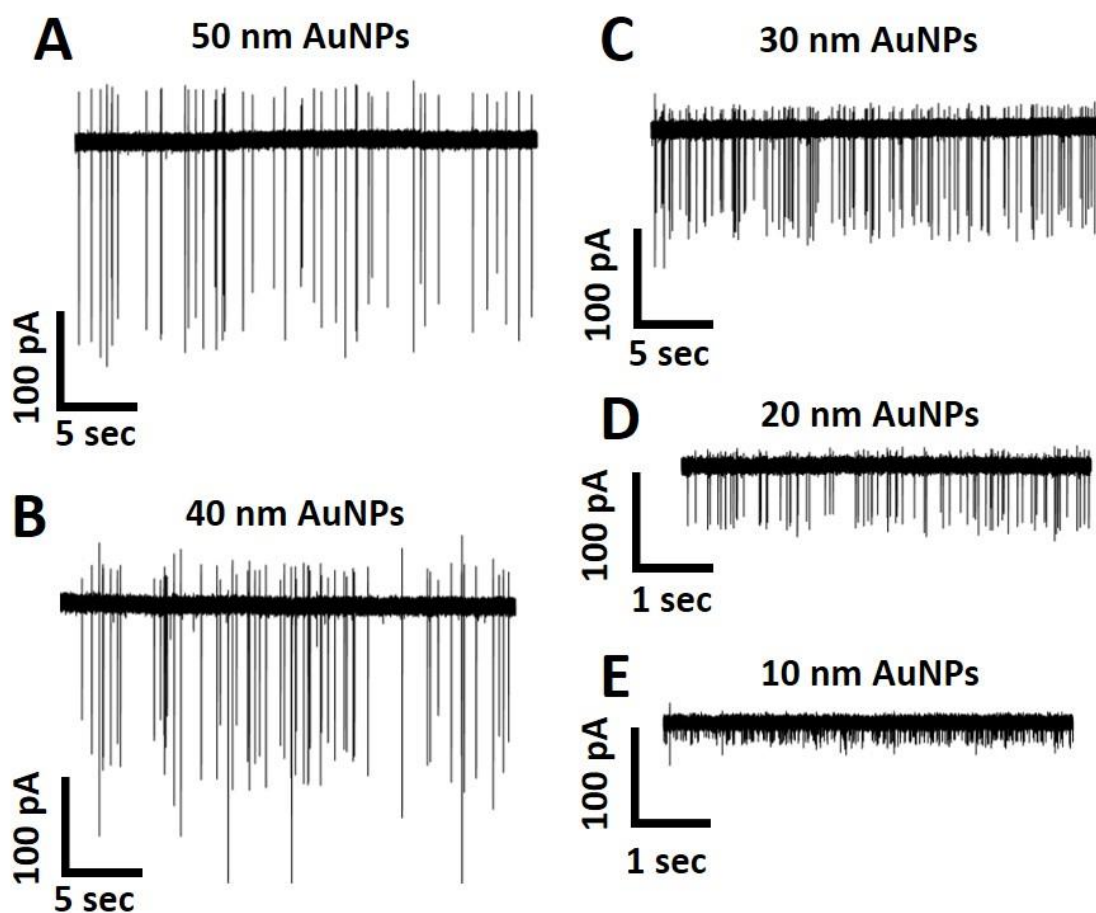 A
50 nm AuNPs
100 pA
5 sec
B
40 nm AuNPs
100 pA
5 sec
C
30 nm AuNPs
100 pA
5 sec
D
20 nm AuNPs
100 pA
1 sec
E
10 nm AuNPs
100 pA
1 sec